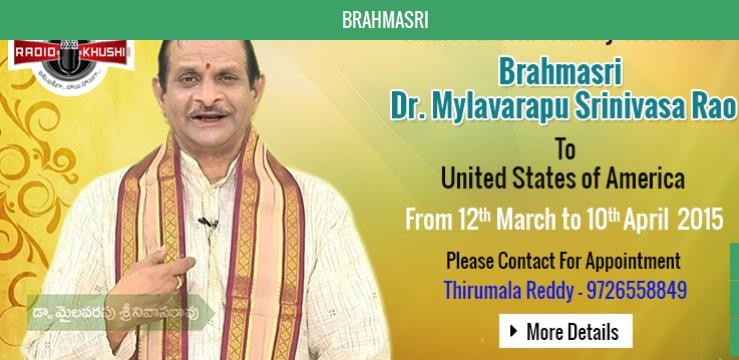 BRAHMASRI
RADIO KHUSHI
Brahmasri
Dr. Mylavarapu Srinivasa Rao
To
United States of America
From 12th March to 10th April 2015
Please Contact For Appointment
Thirumala Reddy - 9726558849
More Details
డా,, మైలవరపు శ్రీనివాసరావు